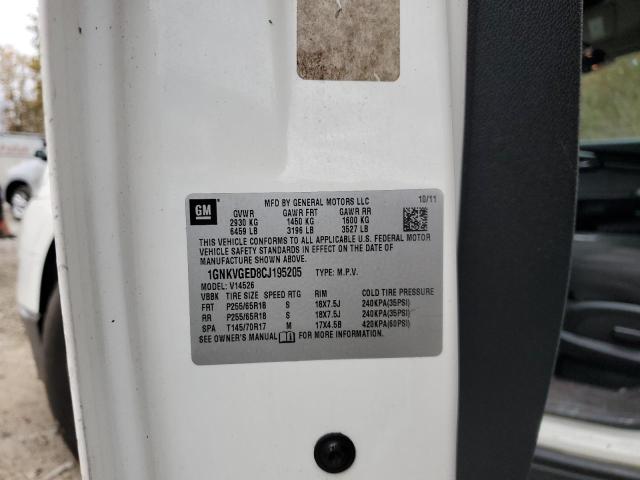 GM
MFD BY GENERAL MOTORS LLC
10/11
GVWR GAWR FRT GAWR RR
2930 KG 1450 KG 1600 KG
6459 LB 3196 LB 3527 LB
THIS VEHICLE CONFORMS TO ALL APPLICABLE U.S. FEDERAL MOTOR
VEHICLE SAFETY STANDARDS IN EFFECT ON THE DATE OF
MANUFACTURE SHOWN ABOVE.
1GNKVGED8CJ195205 TYPE: M.P.V.
MODEL: V14526
VBBK TIRE SIZE SPEED RTG RIM COLD TIRE PRESSURE
FRT P255/65R18 S 18X7.5J 240KPA(35PSI)
RR P255/65R18 S 18X7.5J 240KPA(35PSI)
SPA T145/70R17 M 17X4.5B 420KPA(60PSI)
SEE OWNER'S MANUAL FOR MORE INFORMATION.